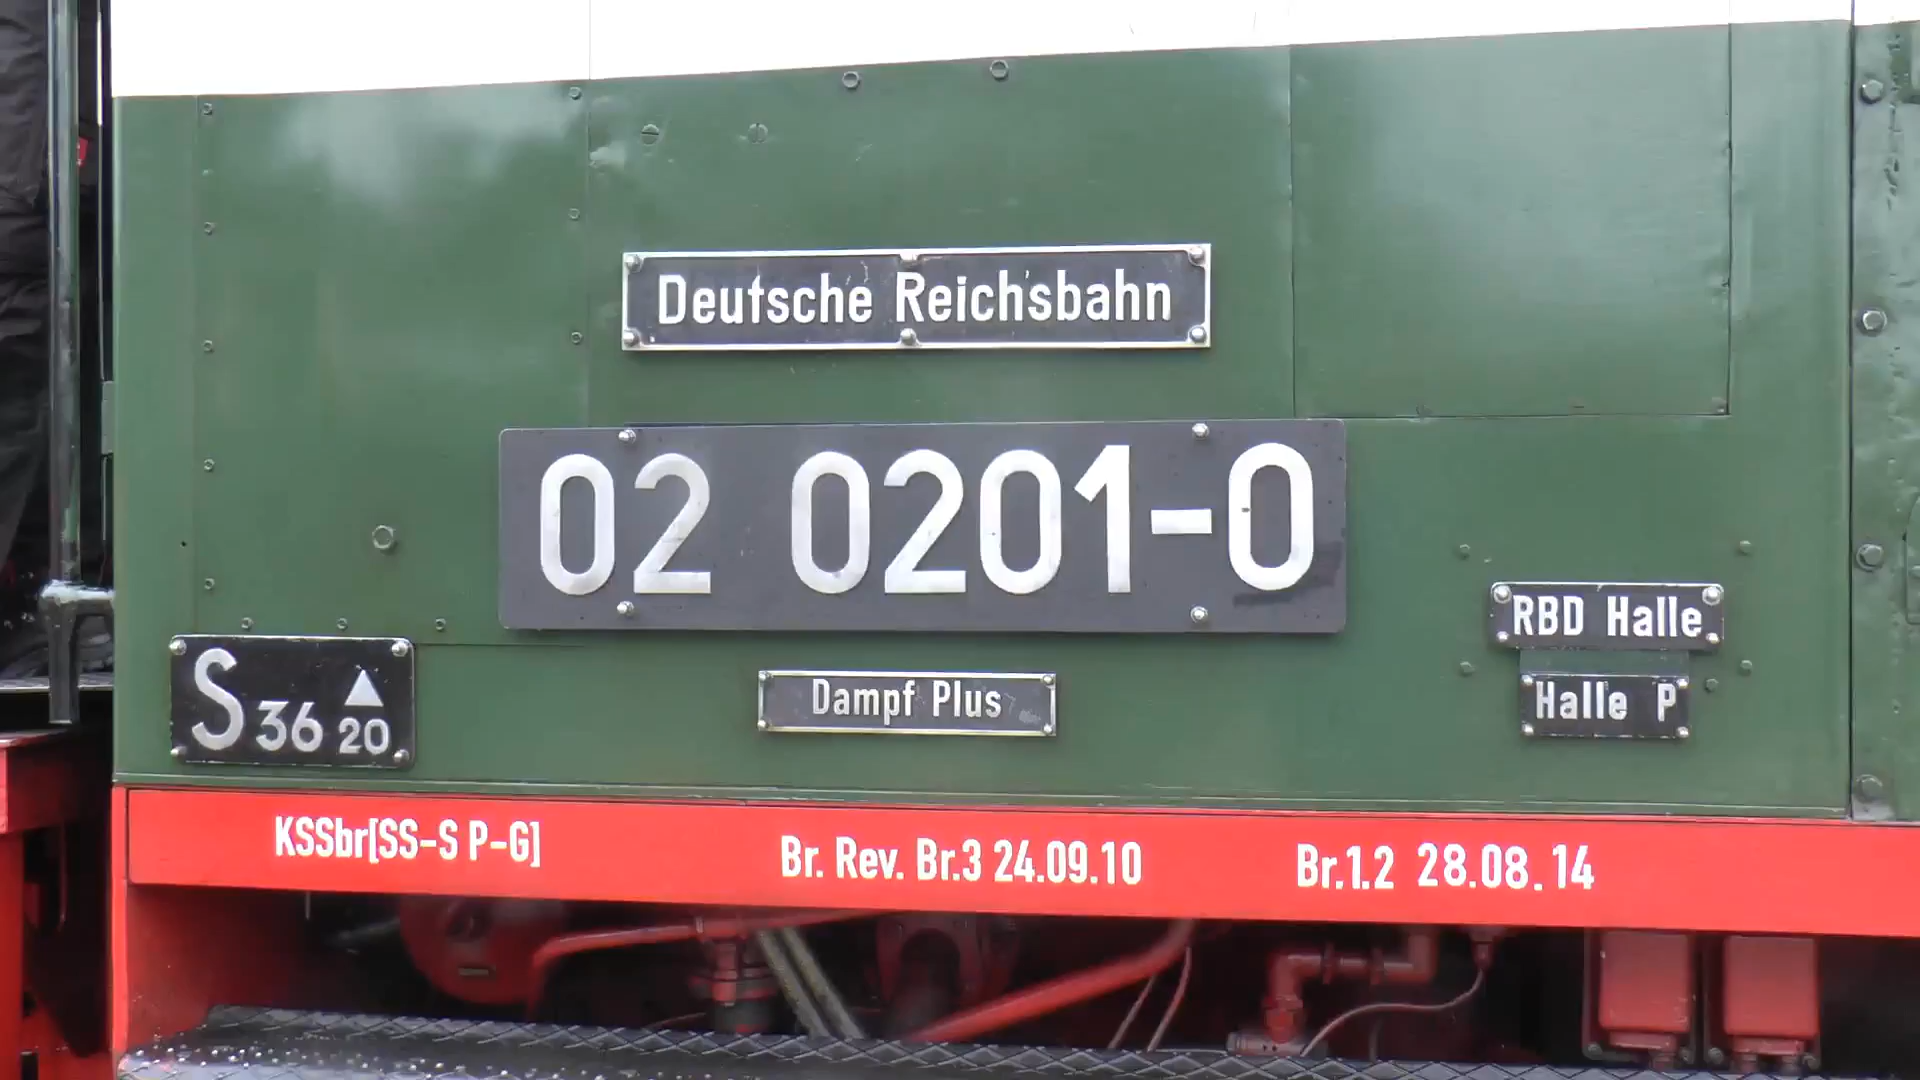 Deutsche Reichsbahn
02 0201-0
RBD Halle
Halle P
S 36 20
Dampf Plus
KSSbr[SS-S P-G]
Br. Rev. Br.3 24.09.10
Br.1.2 28.08.14